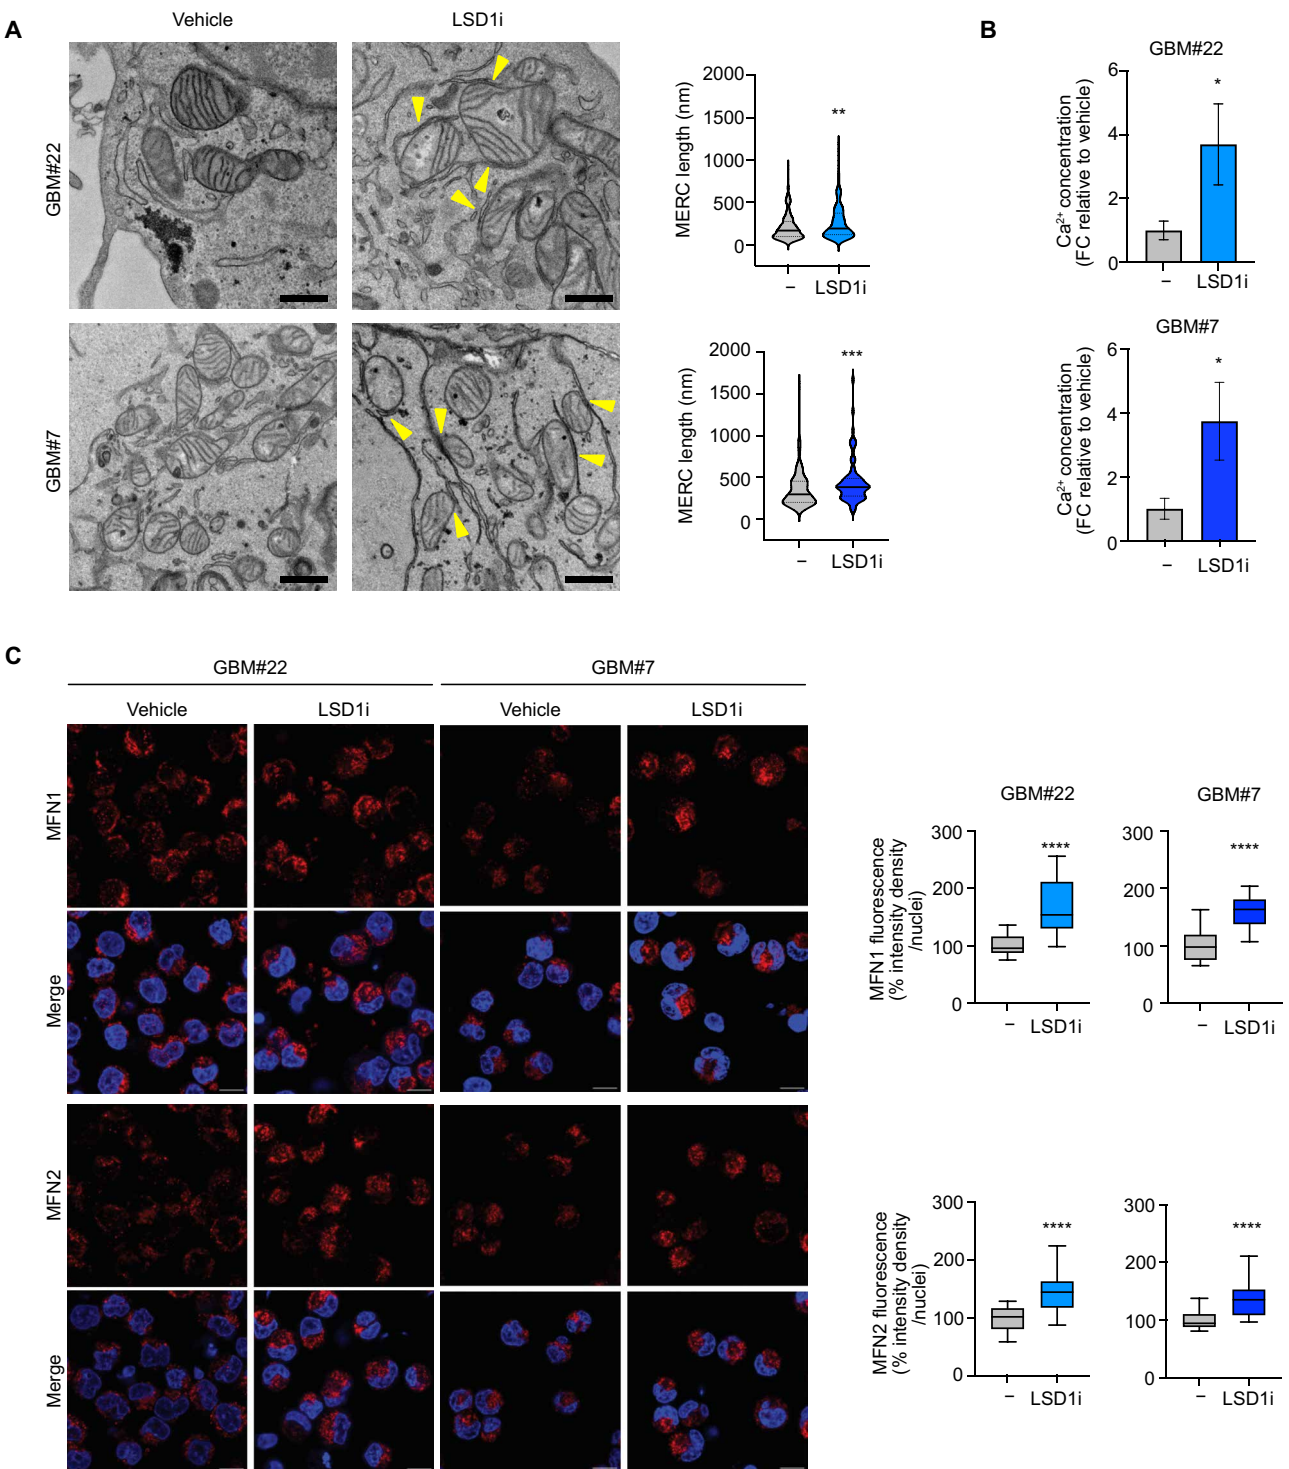 A
Vehicle
LSD1i
GBM#22
GBM#7
MERC length (nm)
2000
1500
1000
500
0
**
–
LSD1i
MERC length (nm)
2000
1500
1000
500
0
***
–
LSD1i
B
GBM#22
Ca²⁺ concentration
(FC relative to vehicle)
6
4
2
0
*
–
LSD1i
GBM#7
Ca²⁺ concentration
(FC relative to vehicle)
6
4
2
0
*
–
LSD1i
C
GBM#22
GBM#7
Vehicle
LSD1i
Vehicle
LSD1i
MFN1
Merge
MFN2
Merge
GBM#22
MFN1 fluorescence
(% intensity density
/nuclei)
300
200
100
0
****
–
LSD1i
GBM#7
300
200
100
0
****
–
LSD1i
MFN2 fluorescence
(% intensity density
/nuclei)
300
200
100
0
****
–
LSD1i
300
200
100
0
****
–
LSD1i